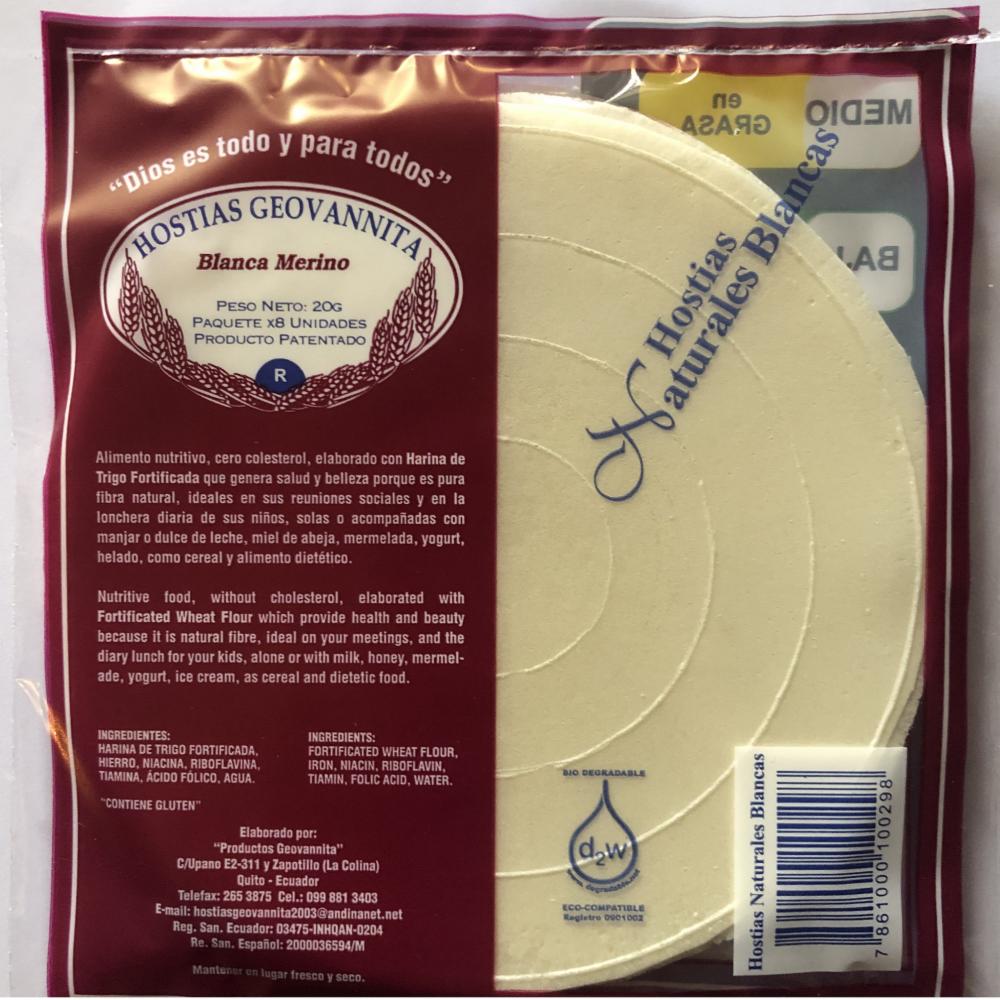 “Dios es todo y para todos”
HOSTIAS GEOVANNITA
Blanca Merino
PESO NETO: 20G
PAQUETE X8 UNIDADES
PRODUCTO PATENTADO
R
Alimento nutritivo, cero colesterol, elaborado con Harina de
Trigo Fortificada que genera salud y belleza porque es pura
fibra natural, ideales en sus reuniones sociales y en la
lonchera diaria de sus niños, solas o acompañadas con
manjar o dulce de leche, miel de abeja, mermelada, yogurt,
helado, como cereal y alimento dietético.
Nutritive food, without cholesterol, elaborated with
Fortificated Wheat Flour which provide health and beauty
because it is natural fibre, ideal on your meetings, and the
diary lunch for your kids, alone or with milk, honey, mermel-
ade, yogurt, ice cream, as cereal and dietetic food.
INGREDIENTES:
HARINA DE TRIGO FORTIFICADA,
HIERRO, NIACINA, RIBOFLAVINA,
TIAMINA, ÁCIDO FÓLICO, AGUA.
INGREDIENTS:
FORTIFICATED WHEAT FLOUR,
IRON, NIACIN, RIBOFLAVIN,
TIAMIN, FOLIC ACID, WATER.
"CONTIENE GLUTEN"
Elaborado por:
“Productos Geovannita”
C/Upano E2-311 y Zapotillo (La Colina)
Quito - Ecuador
Telefax: 265 3875 Cel.: 099 881 3403
E-mail: hostiasgeovannita2003@andinanet.net
Reg. San. Ecuador: 03475-INHQAN-0204
Re. San. Español: 2000036594/M
Mantener en lugar fresco y seco.
MEDIO
en
GRASA
Hostias
Naturales Blancas
BIO DEGRADABLE
d2w
www.degradable.net
ECO-COMPATIBLE
Registro 0901002
Hostias Naturales Blancas
7 861000 100298